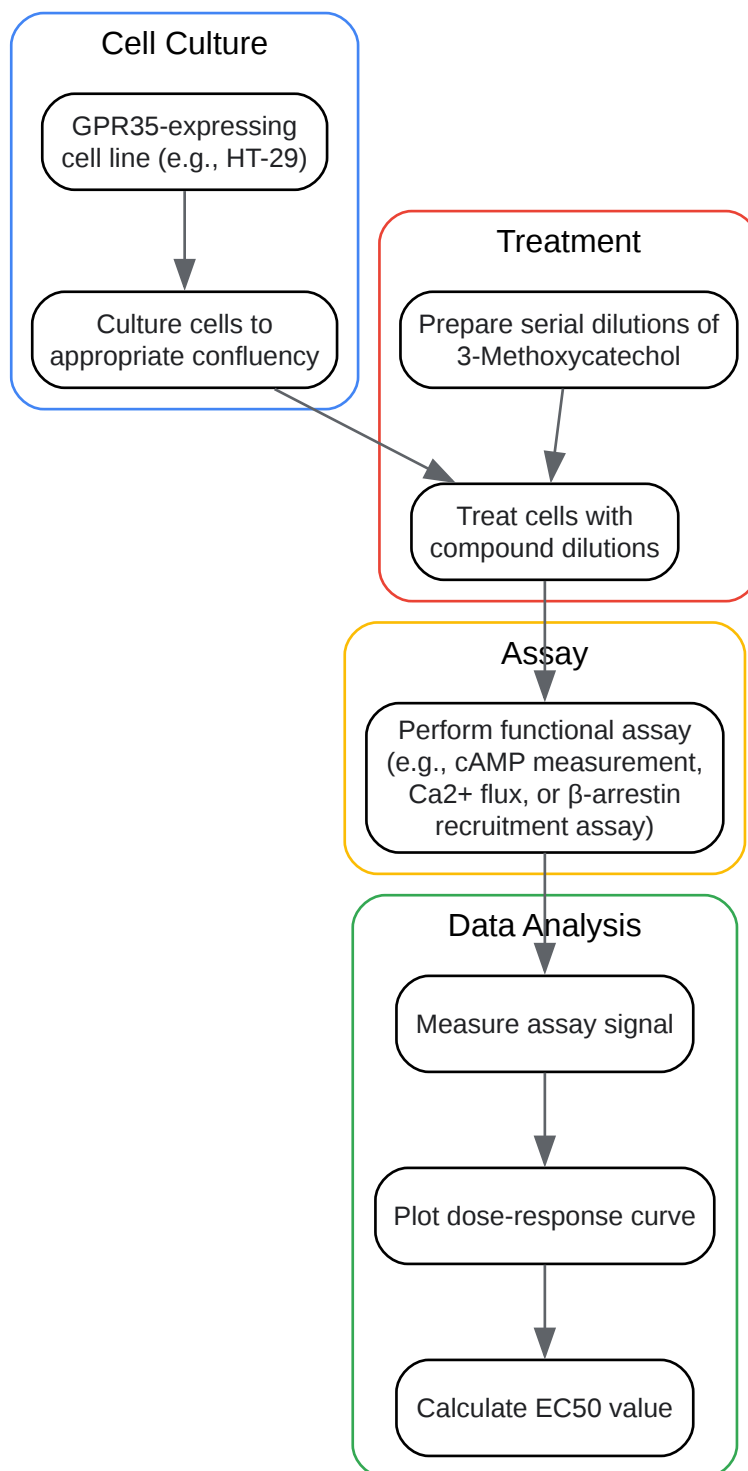 Cell Culture
GPR35-expressing
cell line (e.g., HT-29)
Culture cells to
appropriate confluency
Treatment
Prepare serial dilutions of
3-Methoxycatechol
Treat cells with
compound dilutions
Assay
Perform functional assay
(e.g., cAMP measurement,
Ca2+ flux, or β-arrestin
recruitment assay)
Data Analysis
Measure assay signal
Plot dose-response curve
Calculate EC50 value